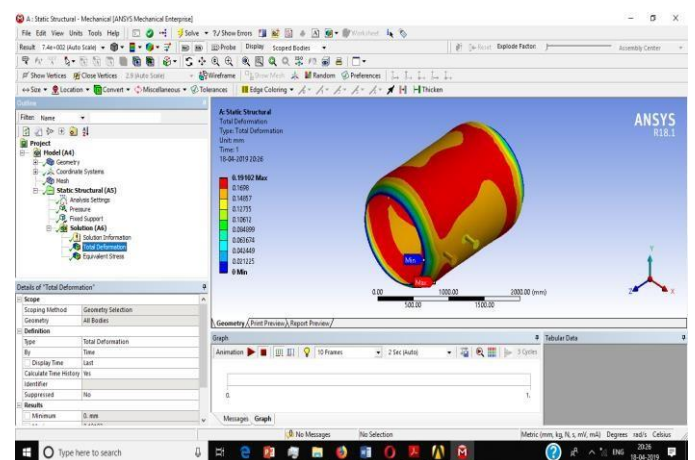 A : Static Structural - Mechanical [ANSYS Mechanical Enterprise]
File Edit View Units Tools Help Solve ?/ Show Errors Worksheet
Result 7.4e+002 (Auto Scale) Probe Display Scoped Bodies Reset Explode Factor Assembly Center
Show Vertices Close Vertices 2.8 (Auto Scale) Wireframe Show Mesh Random Preferences
Size Location Convert Miscellaneous Tolerances Edge Coloring Thicken
Outline
Filter: Name
Project
Model (A4)
Geometry
Coordinate Systems
Mesh
Static Structural (A5)
Analysis Settings
Pressure
Fixed Support
Solution (A6)
Solution Information
Total Deformation
Equivalent Stress
Details of "Total Deformation"
Scope
Scoping Method Geometry Selection
Geometry All Bodies
Definition
Type Total Deformation
By Time
Display Time Last
Calculate Time History Yes
Identifier
Suppressed No
Results
Minimum 0. mm
A: Static Structural
Total Deformation
Type: Total Deformation
Unit: mm
Time: 1
18-04-2019 20:26
0.19102 Max
0.1698
0.14857
0.12735
0.10612
0.084899
0.063674
0.042449
0.021225
0 Min
ANSYS
R18.1
Min
Max
0.00 1000.00 2000.00 (mm)
500.00 1500.00
Y
Z X
Geometry Print Preview Report Preview
Graph
Animation 10 Frames 2 Sec (Auto) 3 Cycles
0. 1.
Messages Graph
Tabular Data
No Messages No Selection Metric (mm, kg, N, s, mV, mA) Degrees rad/s Celsius
Type here to search
ENG 20:26
18-04-2019